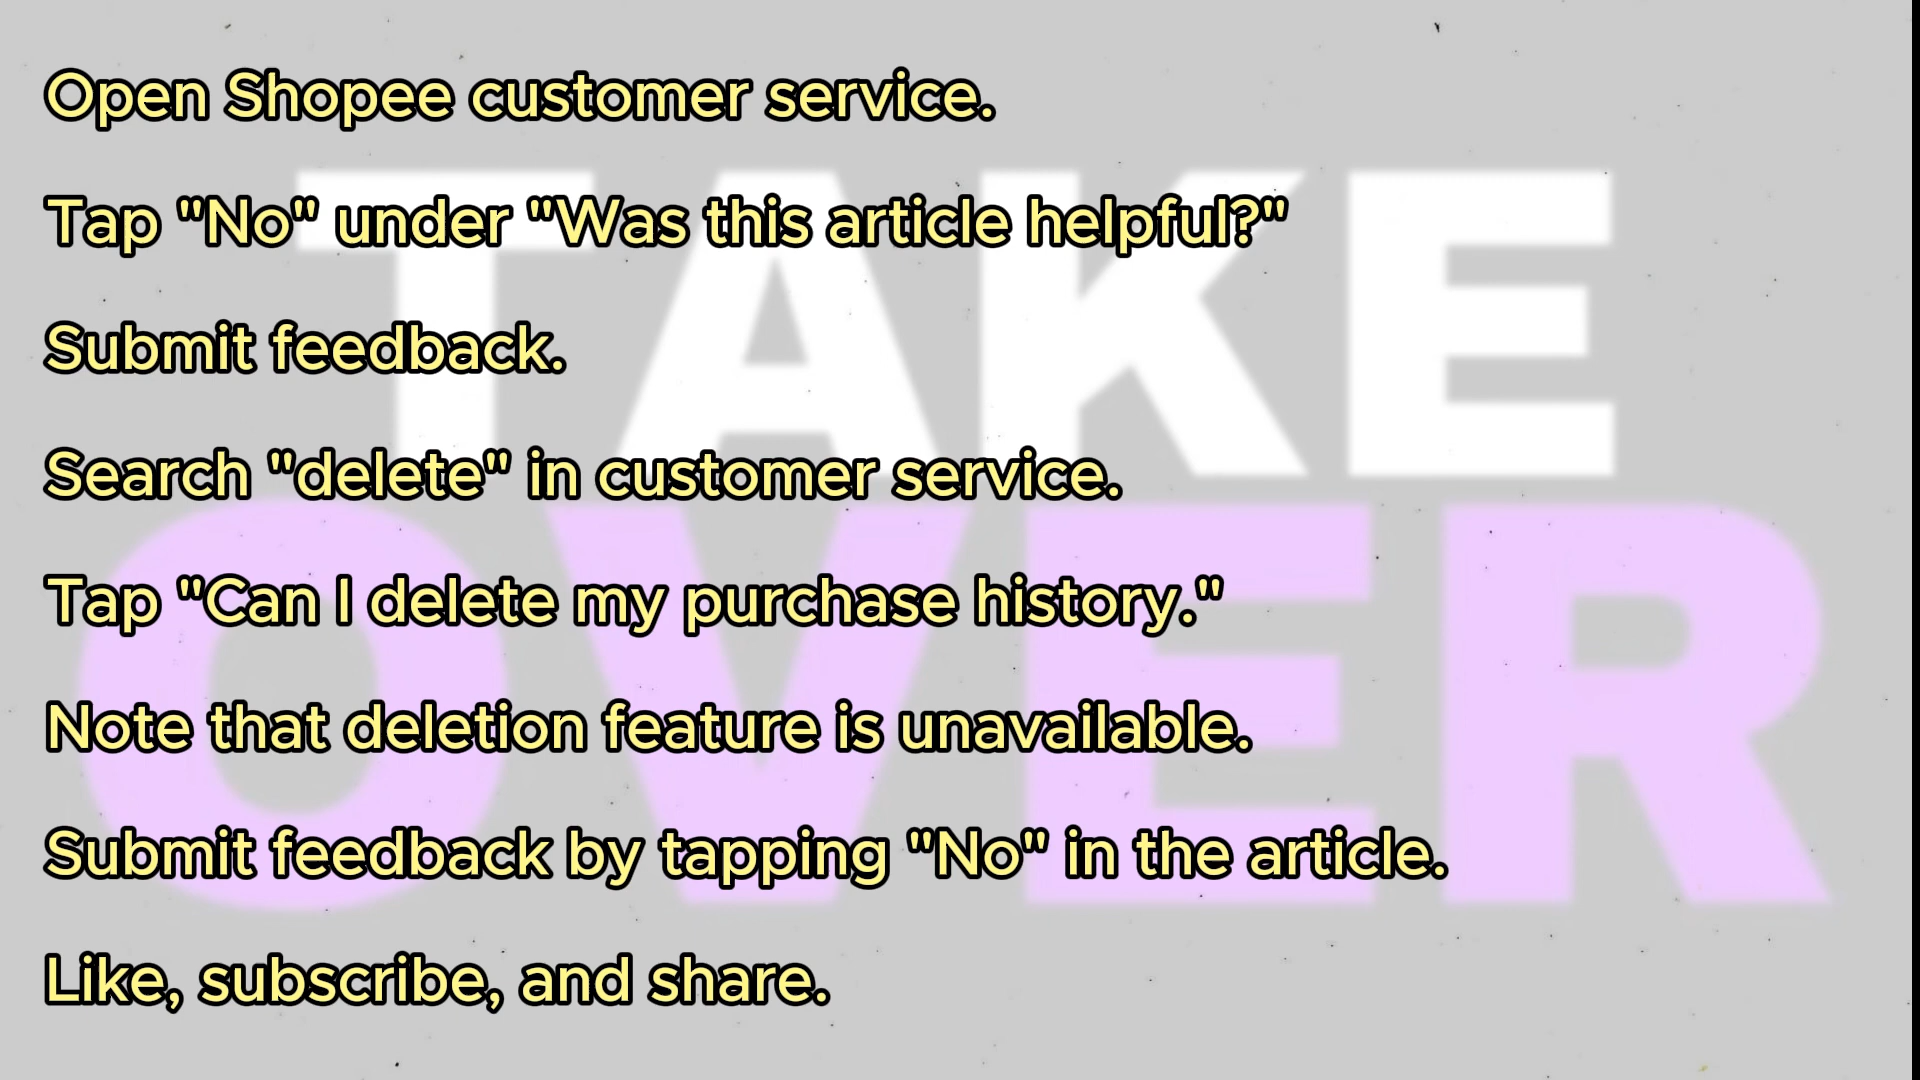 Open Shopee customer service.
Tap "No" under "Was this article helpful?"
Submit feedback.
Search "delete" in customer service.
Tap "Can I delete my purchase history."
Note that deletion feature is unavailable.
Submit feedback by tapping "No" in the article.
Like, subscribe, and share.
TAKE
OVER